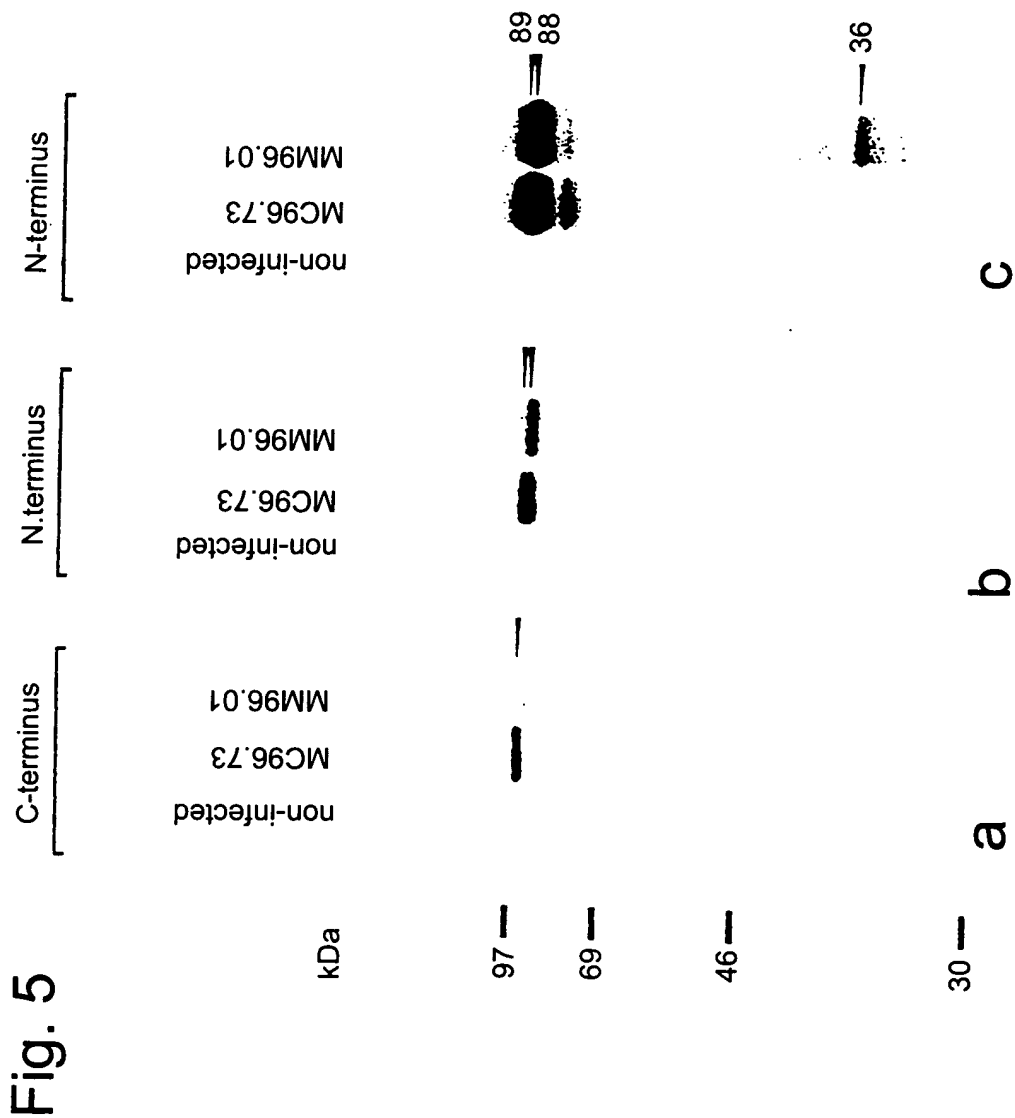 Fig. 5
kDa
97
69
46
30
C-terminus
non-infected
MC96.73
MM96.01
a
N.terminus
non-infected
MC96.73
MM96.01
b
N-terminus
non-infected
MC96.73
MM96.01
89
88
36
c